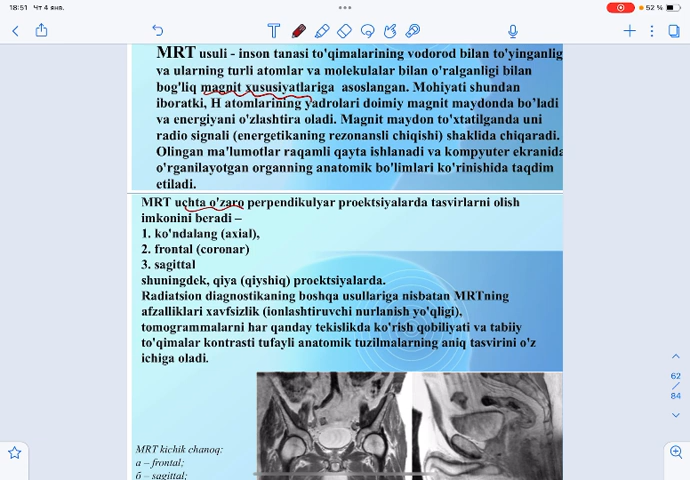 18:51 Чт 4 янв.
52 %
MRT usuli - inson tanasi to'qimalarining vodorod bilan to'yinganlig
va ularning turli atomlar va molekulalar bilan o'ralganligi bilan
bog'liq magnit xususiyatlariga asoslangan. Mohiyati shundan
iboratki, H atomlarining yadrolari doimiy magnit maydonda bo'ladi
va energiyani o'zlashtira oladi. Magnit maydon to'xtatilganda uni
radio signali (energetikaning rezonansli chiqishi) shaklida chiqaradi.
Olingan ma'lumotlar raqamli qayta ishlanadi va kompyuter ekranida
o'rganilayotgan organning anatomik bo'limlari ko'rinishida taqdim
etiladi.
MRT uchta o'zaro perpendikulyar proektsiyalarda tasvirlarni olish
imkonini beradi –
1. ko'ndalang (axial),
2. frontal (coronar)
3. sagittal
shuningdek, qiya (qiyshiq) proektsiyalarda.
Radiatsion diagnostikaning boshqa usullariga nisbatan MRTning
afzalliklari xavfsizlik (ionlashtiruvchi nurlanish yo'qligi),
tomogrammalarni har qanday tekislikda ko'rish qobiliyati va tabiiy
to'qimalar kontrasti tufayli anatomik tuzilmalarning aniq tasvirini o'z
ichiga oladi.
62
/
84
MRT kichik chanoq:
a – frontal;
б – sagittal;